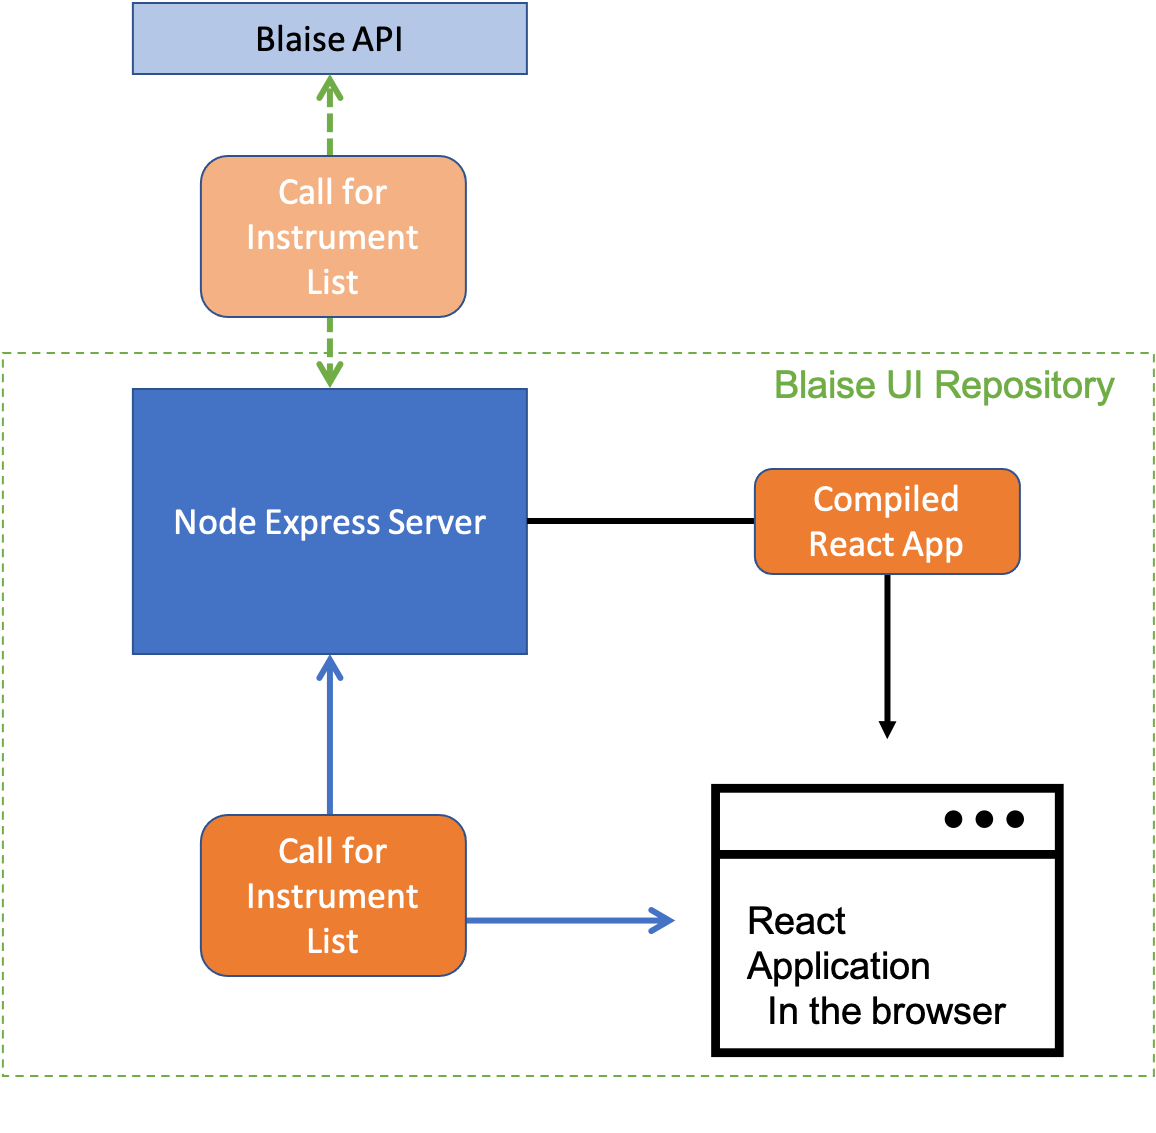 Blaise API
Call for
Instrument
List
Blaise UI Repository
Node Express Server
Compiled
React App
Call for
Instrument
List
React
Application
In the browser